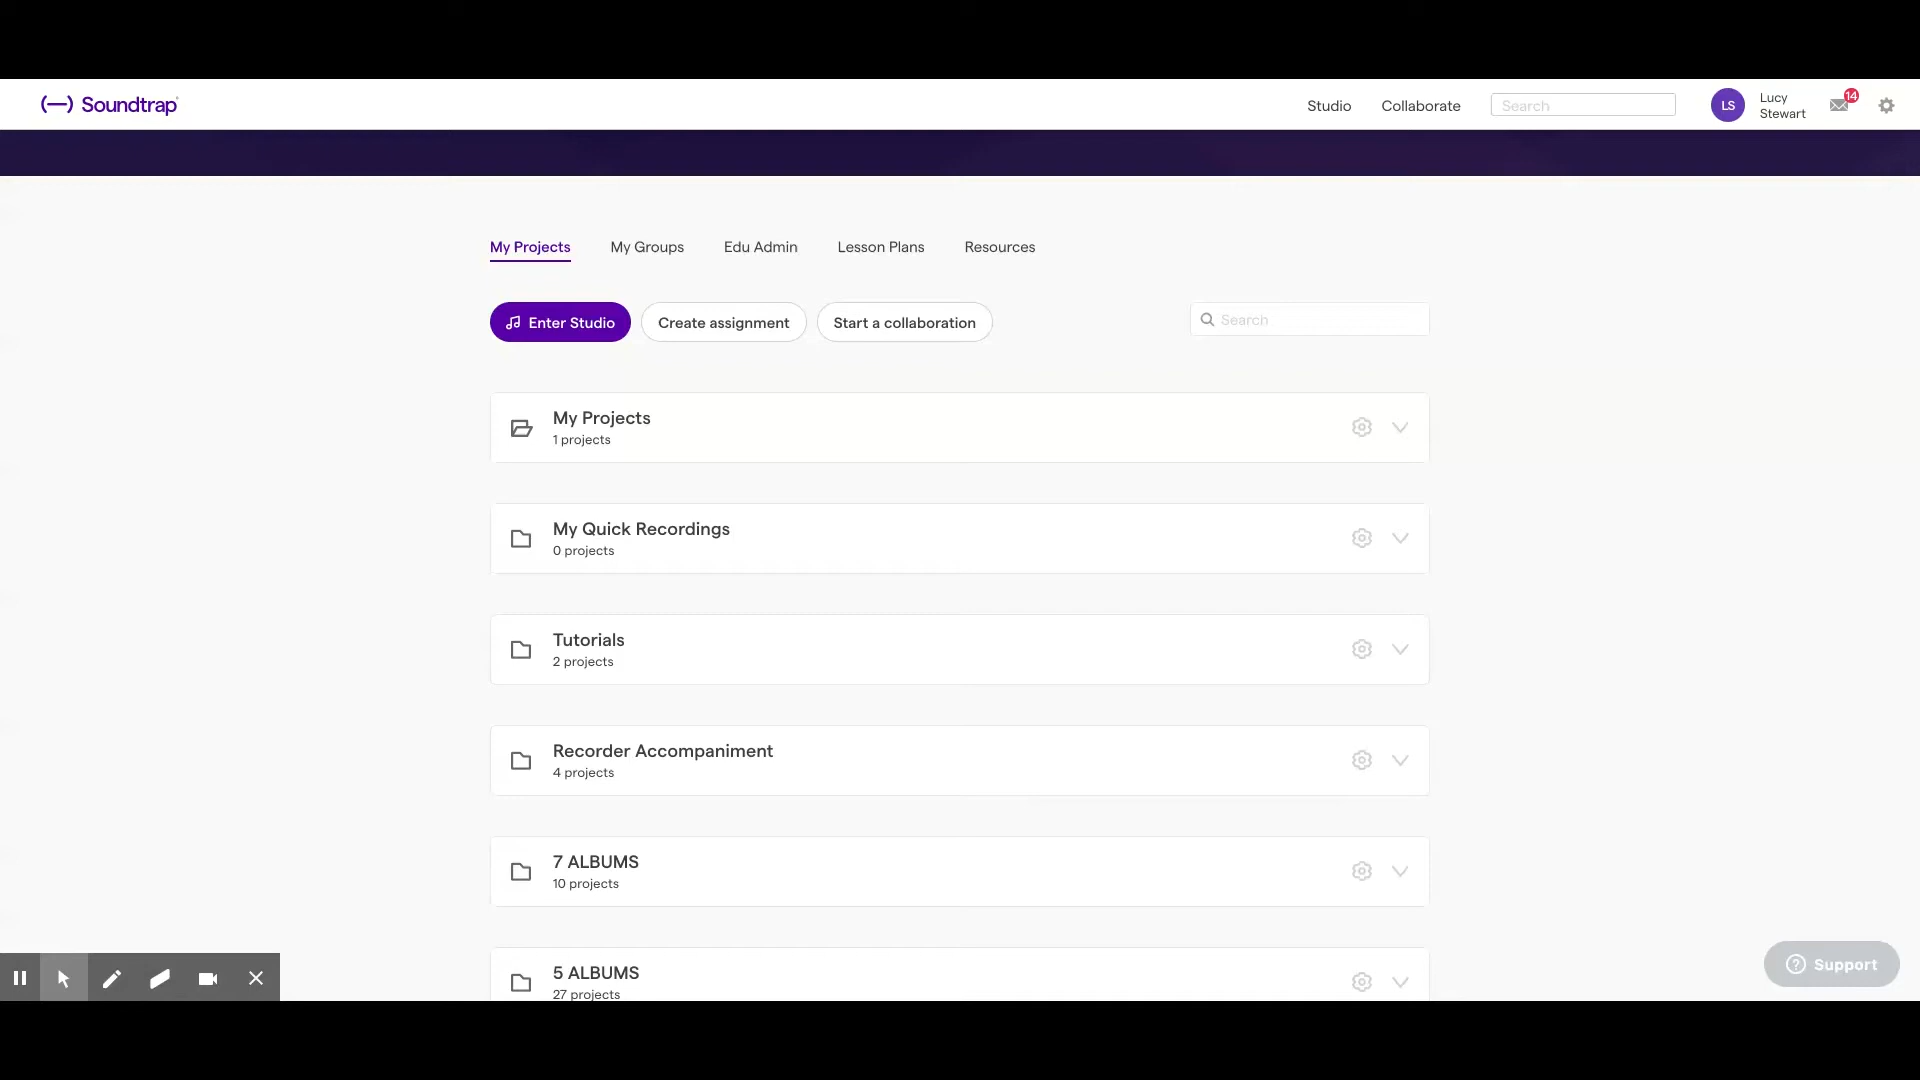 Soundtrap
Studio
Collaborate
Search
LS
Lucy
Stewart
14
My Projects
My Groups
Edu Admin
Lesson Plans
Resources
Enter Studio
Create assignment
Start a collaboration
Search
My Projects
1 projects
My Quick Recordings
0 projects
Tutorials
2 projects
Recorder Accompaniment
4 projects
7 ALBUMS
10 projects
5 ALBUMS
27 projects
Support